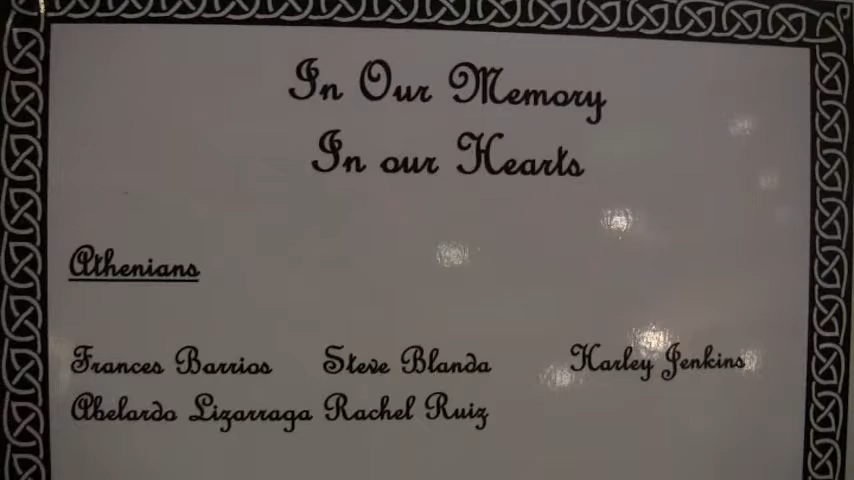 In Our Memory
In our Hearts
Athenians
Frances Barrios Steve Blanda Harley Jenkins
Abelardo Lizarraga Rachel Ruiz